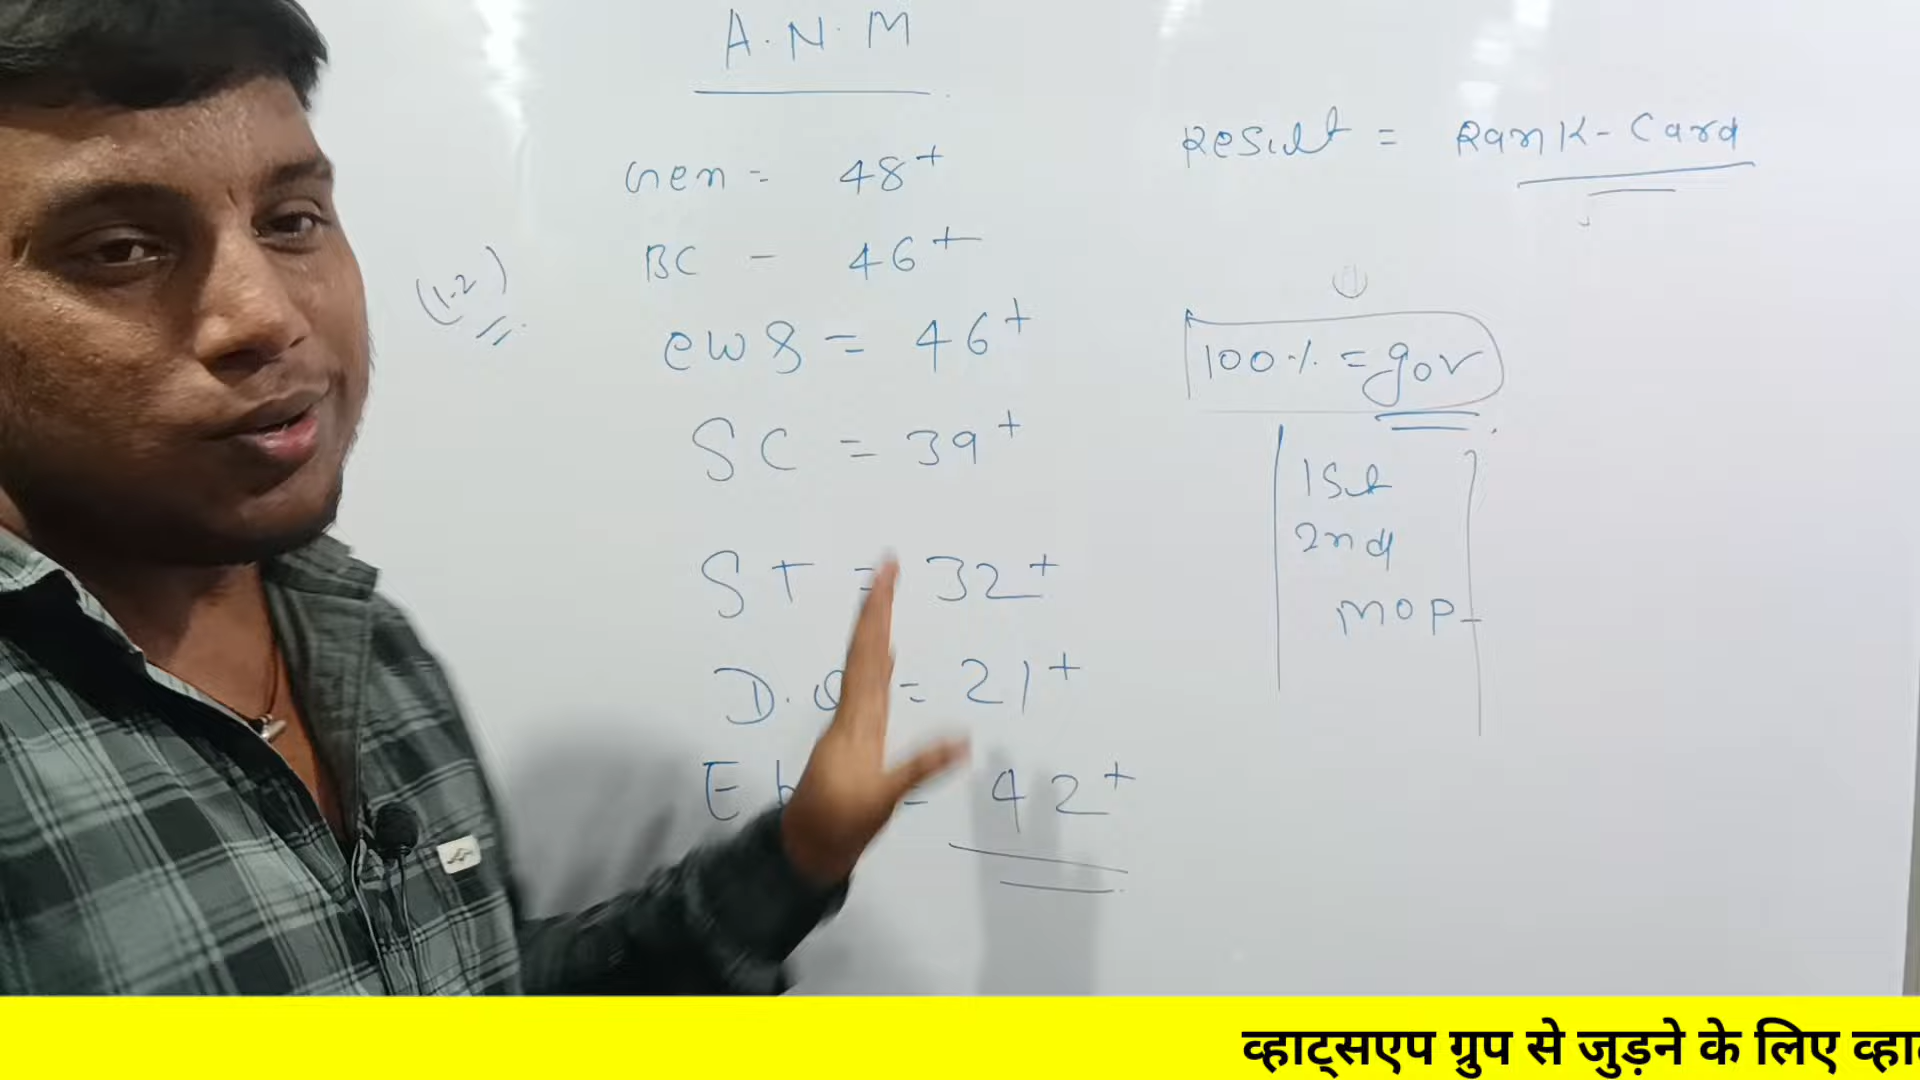 A.N.M
Gen = 48+
BC - 46+
ews = 46+
SC = 39+
ST = 32+
D.Q = 21+
= 42+
(1-2)
Result = Rank-Card
100% = gov
1st
2nd
mop
व्हाट्सएप ग्रुप से जुड़ने के लिए